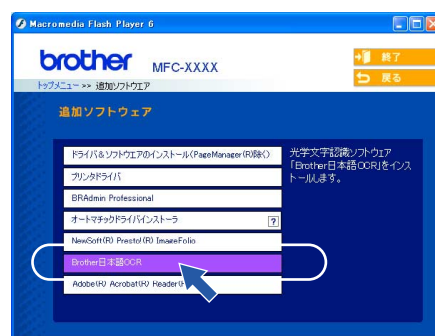 Macromedia Flash Player 6
brother MFC-XXXX
終了
戻る
トップメニュー >> 追加ソフトウエア
追加ソフトウェア
ドライバ&ソフトウエアのインストール(PageManager(R)除く)
プリンタドライバ
BRAdmin Professional
オートマチックドライバインストーラ ?
NewSoft(R) Presto!(R) ImageFolio
Brother日本語OCR
Adobe(R) Acrobat(R) Reader(R)
光学文字認識ソフトウエア
「Brother日本語OCR」をインス
トールします。